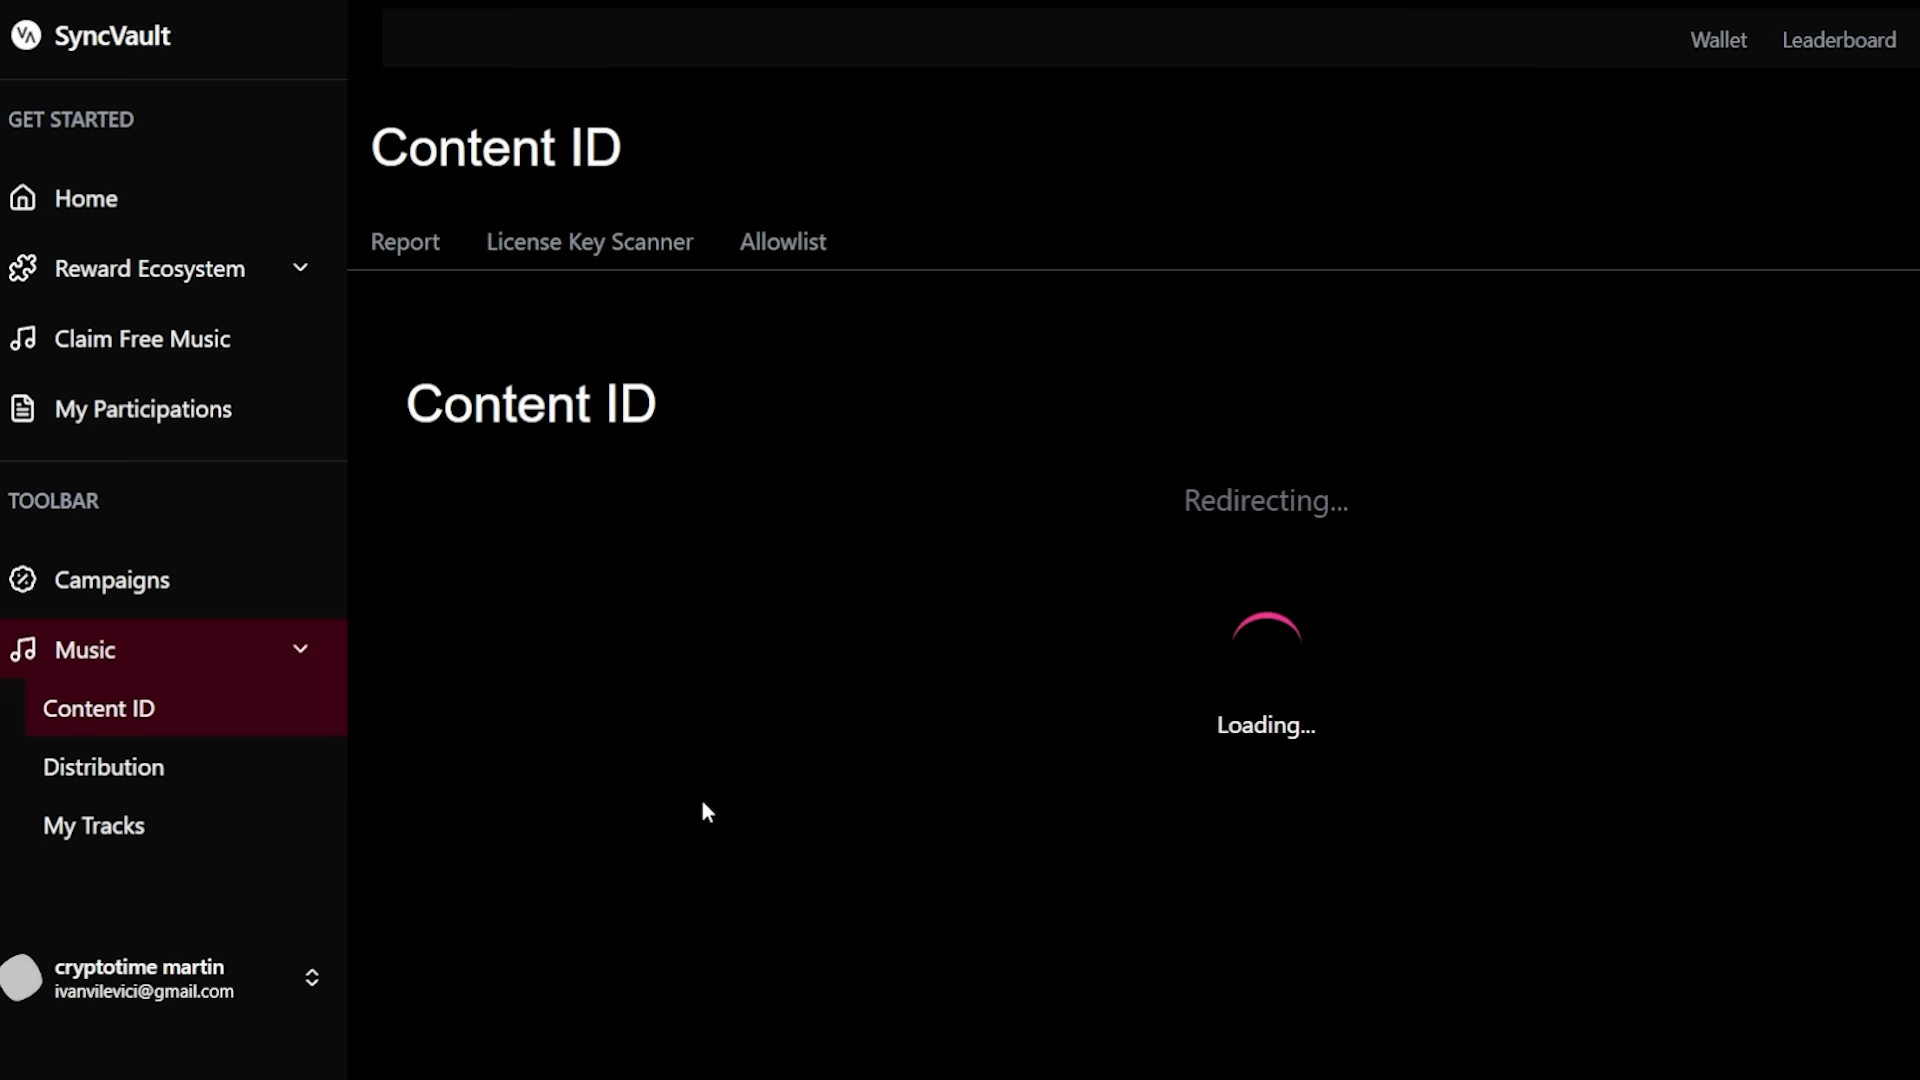 SyncVault
Wallet
Leaderboard
GET STARTED
Content ID
Home
Report
License Key Scanner
Allowlist
Reward Ecosystem
Claim Free Music
My Participations
Content ID
TOOLBAR
Redirecting...
Campaigns
Music
Content ID
Loading...
Distribution
My Tracks
cryptotime martin
ivanvilevici@gmail.com